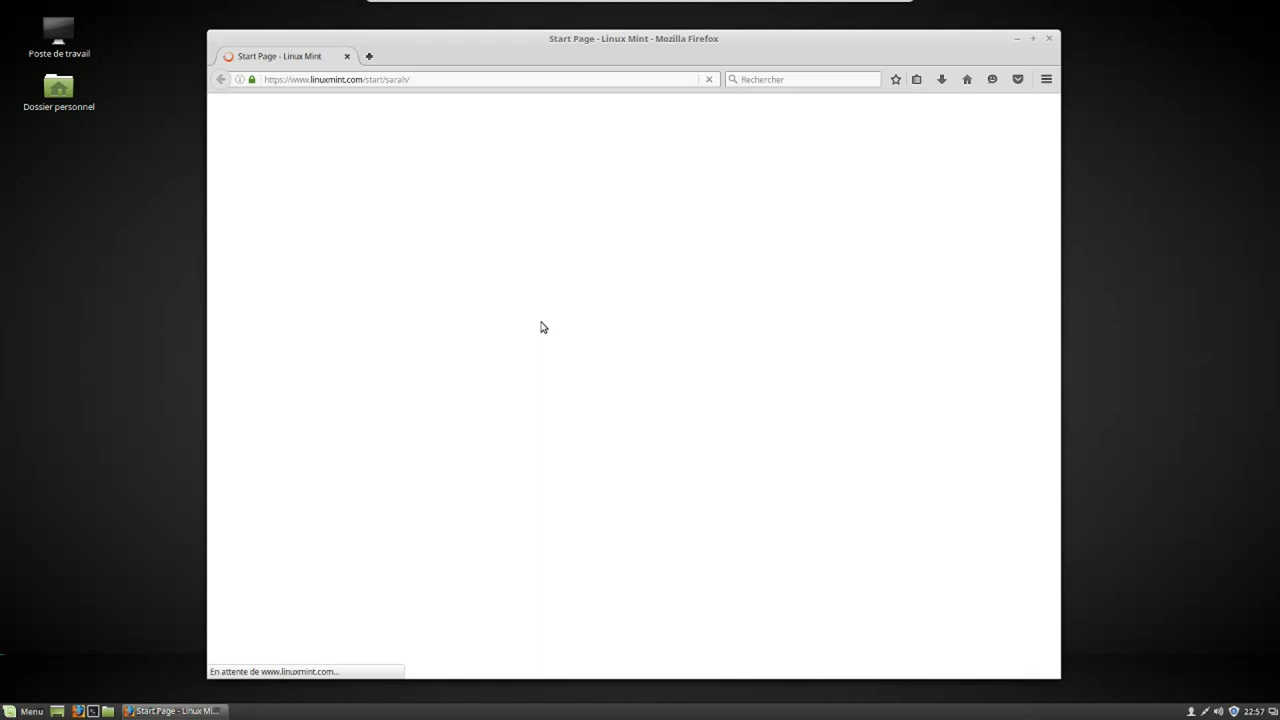 Poste de travail
Dossier personnel
Start Page - Linux Mint - Mozilla Firefox
Start Page - Linux Mint
https://www.linuxmint.com/start/sarah/
Rechercher
En attente de www.linuxmint.com...
Menu
Start Page - Linux Mi...
22:57